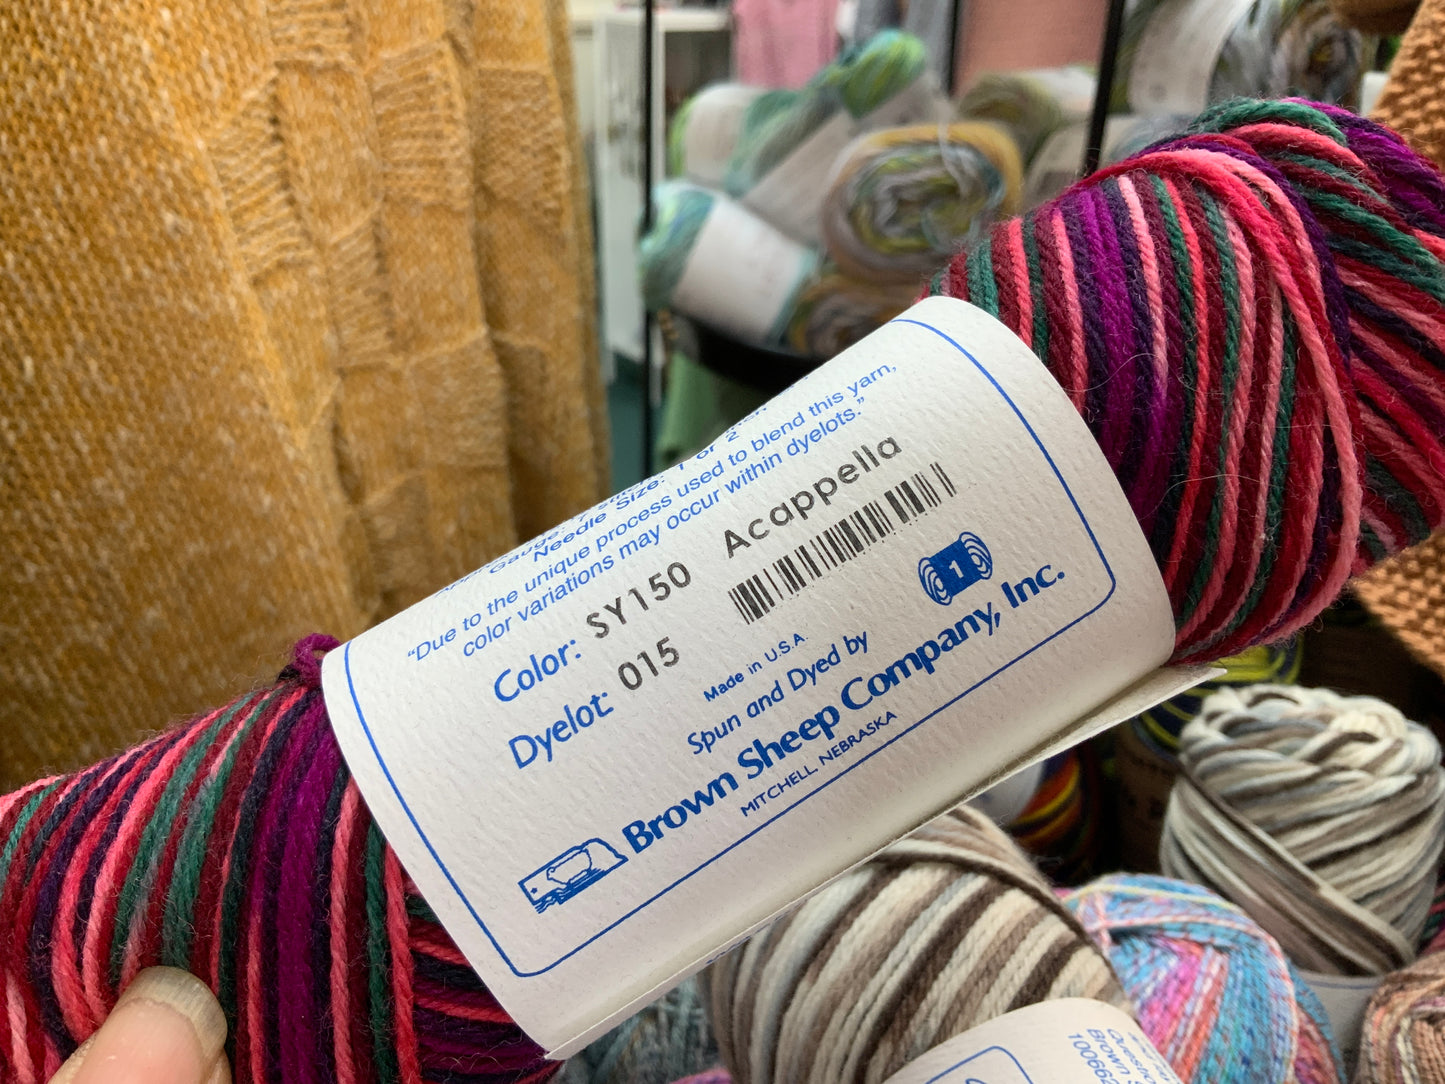 Needle Size: 1 or 2
“Due to the unique process used to blend this yarn,
color variations may occur within dyelots.”
Color: SY150 Acappella
Dyelot: 015
1
Made in U.S.A.
Spun and Dyed by
Brown Sheep Company, Inc.
MITCHELL, NEBRASKA
Brown
10066